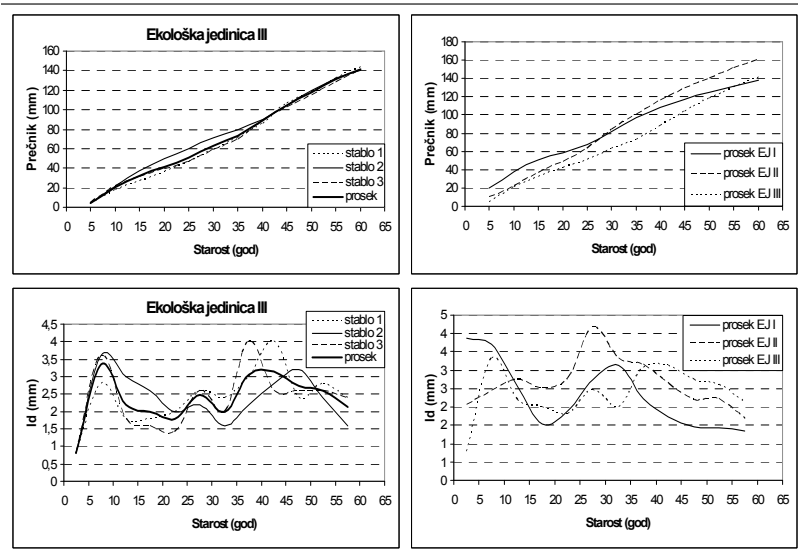 Ekološka jedinica III
160
140
120
100
80
60
40
20
0
Prečnik (mm)
0 5 10 15 20 25 30 35 40 45 50 55 60 65
Starost (god)
stablo 1
stablo 2
stablo 3
prosek
180
160
140
120
100
80
60
40
20
0
Prečnik (mm)
0 5 10 15 20 25 30 35 40 45 50 55 60 65
Starost (god)
prosek EJ I
prosek EJ II
prosek EJ III
Ekološka jedinica III
4,5
4
3,5
3
2,5
2
1,5
1
0,5
0
Id (mm)
0 5 10 15 20 25 30 35 40 45 50 55 60 65
Starost (god)
stablo 1
stablo 2
stablo 3
prosek
5
4
4
3
3
2
2
1
1
0
Id (mm)
0 5 10 15 20 25 30 35 40 45 50 55 60 65
Starost (god)
prosek EJ I
prosek EJ II
prosek EJ III